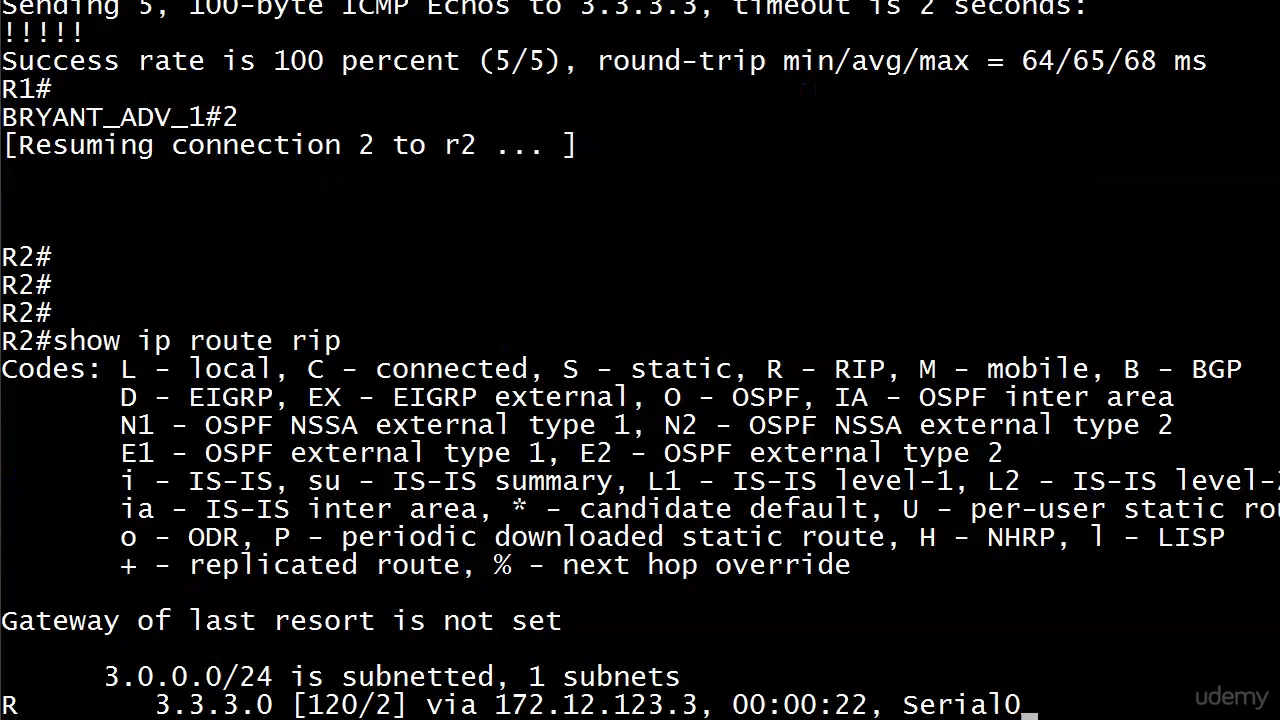 Sending 5, 100-byte ICMP Echos to 3.3.3.3, timeout is 2 seconds:
!!!!!
Success rate is 100 percent (5/5), round-trip min/avg/max = 64/65/68 ms
R1#
BRYANT_ADV_1#2
[Resuming connection 2 to r2 ... ]
R2#
R2#
R2#
R2#show ip route rip
Codes: L - local, C - connected, S - static, R - RIP, M - mobile, B - BGP
D - EIGRP, EX - EIGRP external, O - OSPF, IA - OSPF inter area
N1 - OSPF NSSA external type 1, N2 - OSPF NSSA external type 2
E1 - OSPF external type 1, E2 - OSPF external type 2
i - IS-IS, su - IS-IS summary, L1 - IS-IS level-1, L2 - IS-IS level-2
ia - IS-IS inter area, * - candidate default, U - per-user static rou
o - ODR, P - periodic downloaded static route, H - NHRP, l - LISP
+ - replicated route, % - next hop override
Gateway of last resort is not set
3.0.0.0/24 is subnetted, 1 subnets
R 3.3.3.0 [120/2] via 172.12.123.3, 00:00:22, Serial0
udemy